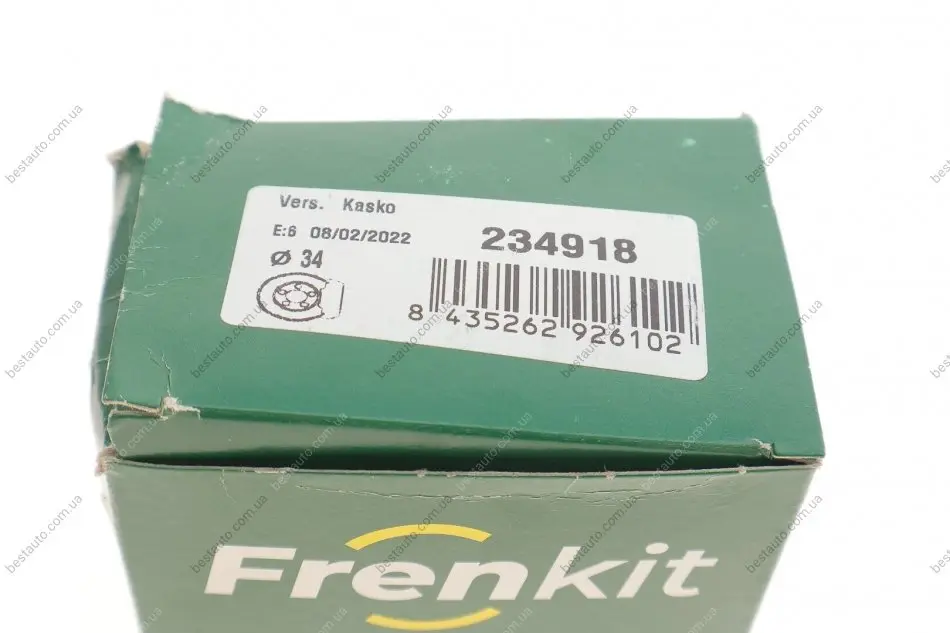 Vers. Kasko
E:6 08/02/2022
234918
Ø 34
8 435262 926102
Frenkit
bestauto.com.ua